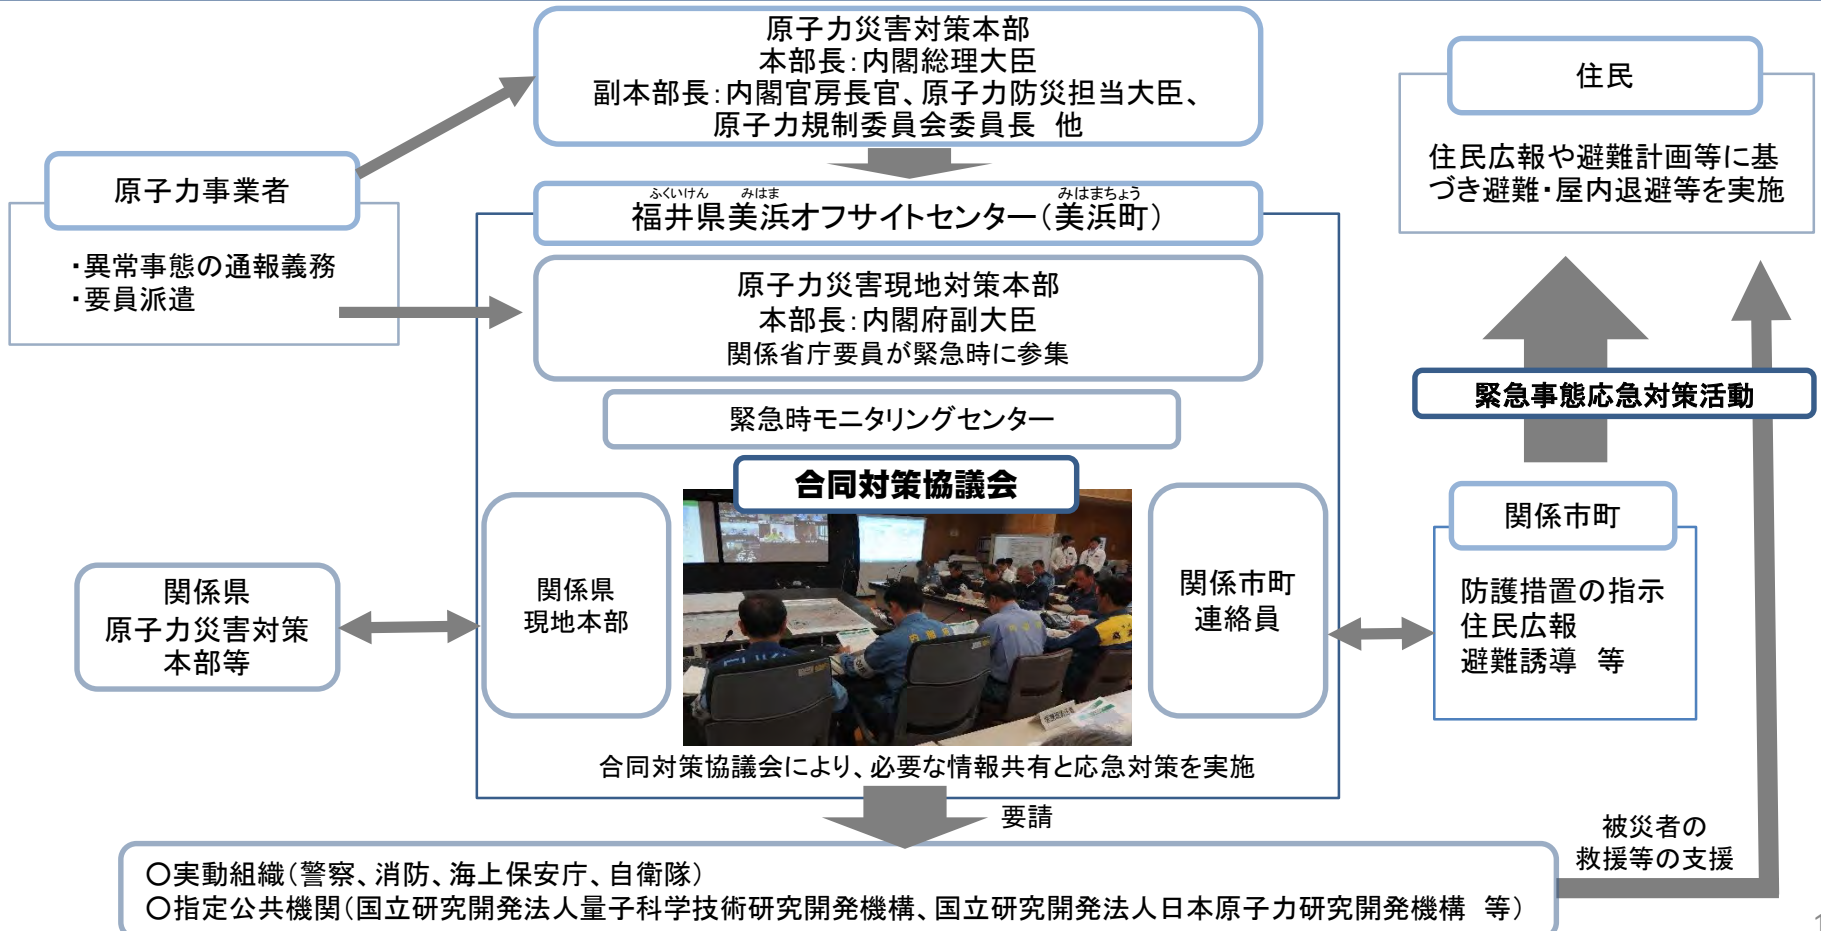 原子力災害対策本部
本部長：内閣総理大臣
副本部長：内閣官房長官、原子力防災担当大臣、
原子力規制委員会委員長　他
住民
住民広報や避難計画等に基
づき避難・屋内退避等を実施
原子力事業者
・異常事態の通報義務
・要員派遣
ふくいけん　みはま　みはまちょう
福井県美浜オフサイトセンター（美浜町）
原子力災害現地対策本部
本部長：内閣府副大臣
関係省庁要員が緊急時に参集
緊急時モニタリングセンター
緊急事態応急対策活動
合同対策協議会
関係県
原子力災害対策
本部等
関係県
現地本部
関係市町
連絡員
関係市町
防護措置の指示
住民広報
避難誘導　等
合同対策協議会により、必要な情報共有と応急対策を実施
要請
被災者の
救援等の支援
〇実動組織（警察、消防、海上保安庁、自衛隊）
〇指定公共機関（国立研究開発法人量子科学技術研究開発機構、国立研究開発法人日本原子力研究開発機構　等）